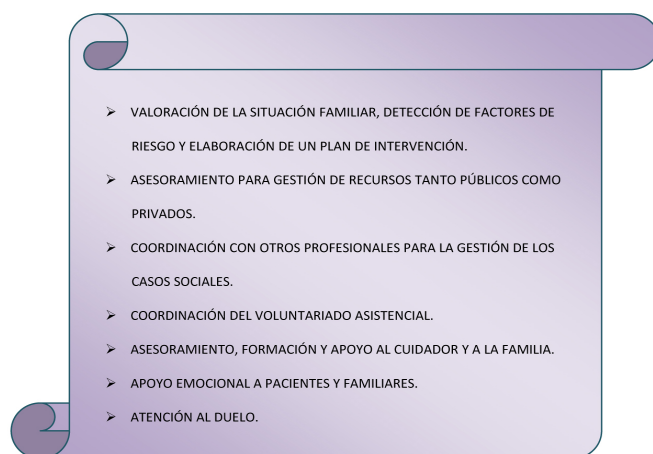 ➢ VALORACIÓN DE LA SITUACIÓN FAMILIAR, DETECCIÓN DE FACTORES DE
RIESGO Y ELABORACIÓN DE UN PLAN DE INTERVENCIÓN.
➢ ASESORAMIENTO PARA GESTIÓN DE RECURSOS TANTO PÚBLICOS COMO
PRIVADOS.
➢ COORDINACIÓN CON OTROS PROFESIONALES PARA LA GESTIÓN DE LOS
CASOS SOCIALES.
➢ COORDINACIÓN DEL VOLUNTARIADO ASISTENCIAL.
➢ ASESORAMIENTO, FORMACIÓN Y APOYO AL CUIDADOR Y A LA FAMILIA.
➢ APOYO EMOCIONAL A PACIENTES Y FAMILIARES.
➢ ATENCIÓN AL DUELO.